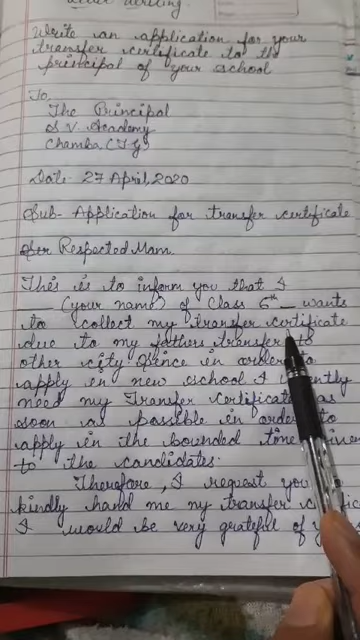 Letter Writing
Write an application for your
transfer certificate to the
principal of your school
To
The Principal
S.V. Academy
Chamba (T.G)
Date- 27 April, 2020
Sub- Application for transfer certificate
Respected Mam
This is to inform you that I
____ (your name) of Class 6th _ wants
to collect my transfer certificate
due to my fathers transfer to
other city. Since in order to
apply in new school I
need my Transfer Certificate as
soon as possible in order to
apply in the bounded time
to the candidates.
Therefore, I request you to
kindly hand me my transfer
I would be very grateful of